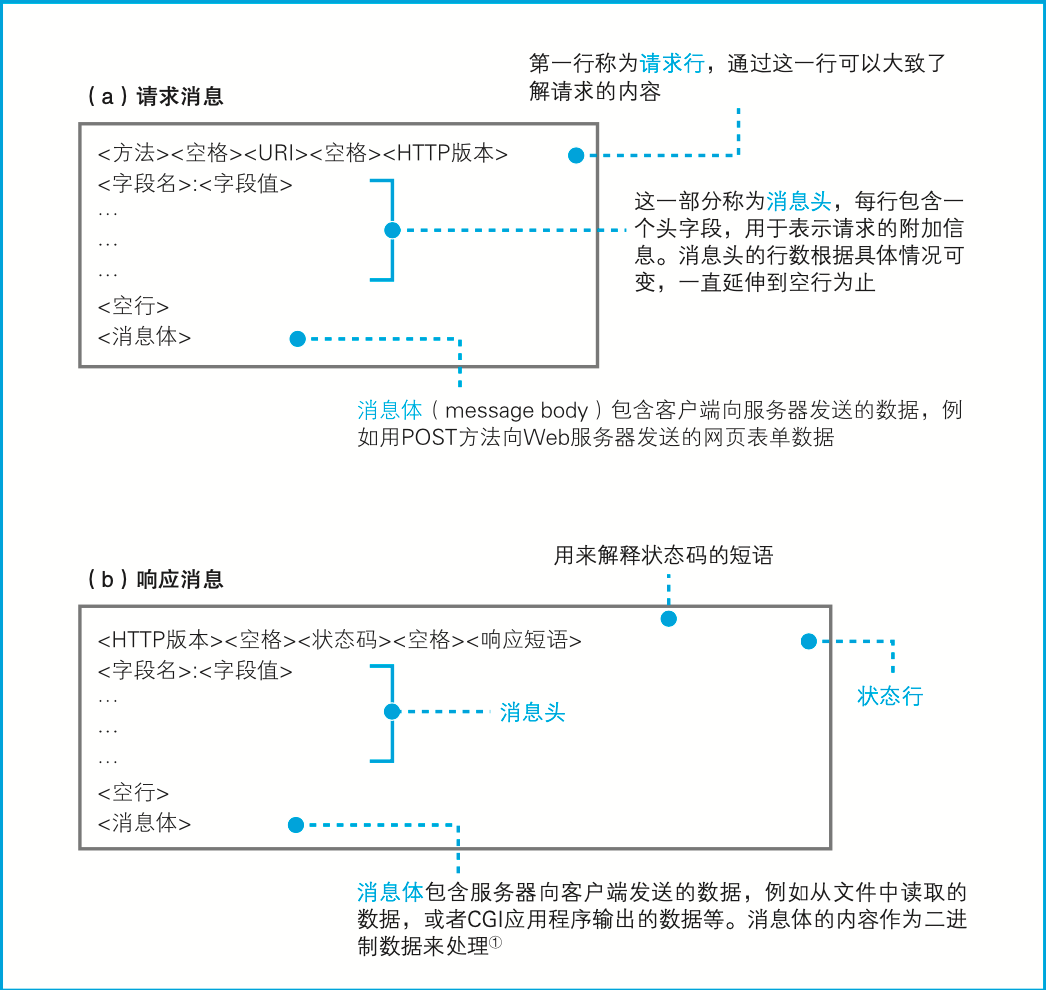 第一行称为请求行，通过这一行可以大致了
解请求的内容
（a）请求消息
<方法><空格><URI><空格><HTTP版本>
<字段名>:<字段值>
…
…
…
<空行>
<消息体>
这一部分称为消息头，每行包含一
个头字段，用于表示请求的附加信
息。消息头的行数根据具体情况可
变，一直延伸到空行为止
消息体（message body）包含客户端向服务器发送的数据，例
如用POST方法向Web服务器发送的网页表单数据
用来解释状态码的短语
（b）响应消息
<HTTP版本><空格><状态码><空格><响应短语>
<字段名>:<字段值>
…
…
…
<空行>
<消息体>
消息头
状态行
消息体包含服务器向客户端发送的数据，例如从文件中读取的
数据，或者CGI应用程序输出的数据等。消息体的内容作为二进
制数据来处理①